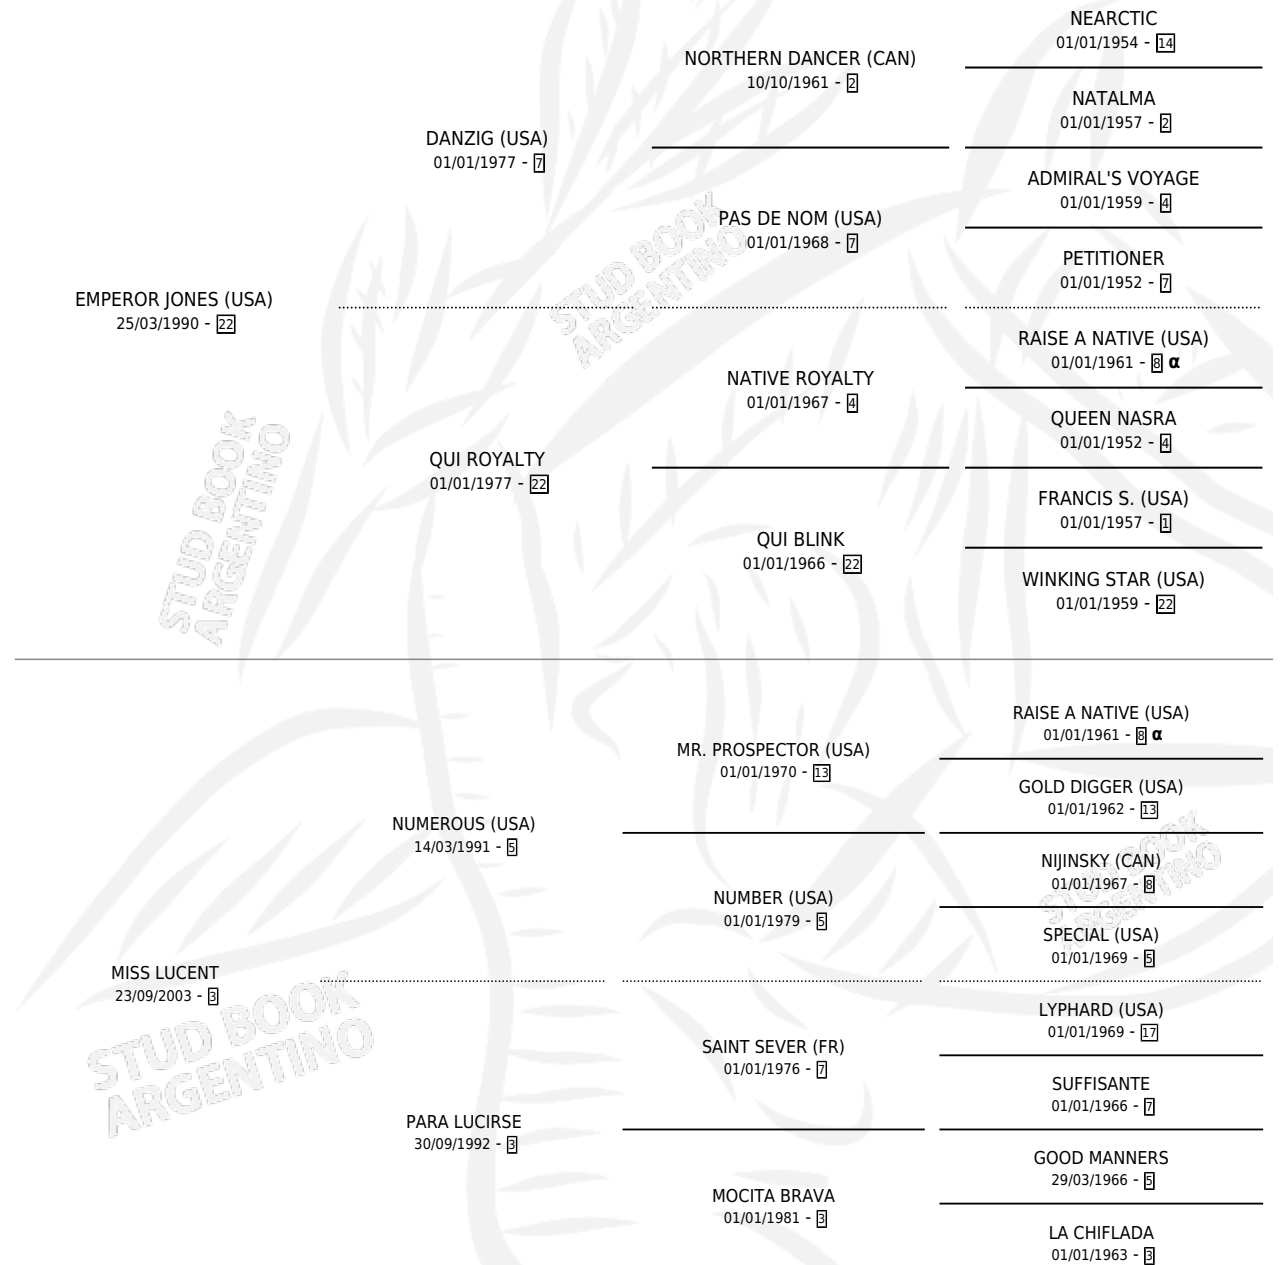 NEARCTIC
01/01/1954 - 14
NORTHERN DANCER (CAN)
10/10/1961 - 2
NATALMA
01/01/1957 - 2
DANZIG (USA)
01/01/1977 - 7
ADMIRAL'S VOYAGE
01/01/1959 - 4
PAS DE NOM (USA)
01/01/1968 - 7
PETITIONER
01/01/1952 - 7
EMPEROR JONES (USA)
25/03/1990 - 22
RAISE A NATIVE (USA)
01/01/1961 - 8 α
NATIVE ROYALTY
01/01/1967 - 4
QUEEN NASRA
01/01/1952 - 4
QUI ROYALTY
01/01/1977 - 22
FRANCIS S. (USA)
01/01/1957 - 1
QUI BLINK
01/01/1966 - 22
WINKING STAR (USA)
01/01/1959 - 22
STUD BOOK
ARGENTINO
STUD BOOK
ARGENTINO
RAISE A NATIVE (USA)
01/01/1961 - 8 α
MR. PROSPECTOR (USA)
01/01/1970 - 13
GOLD DIGGER (USA)
01/01/1962 - 13
NUMEROUS (USA)
14/03/1991 - 5
NIJINSKY (CAN)
01/01/1967 - 8
NUMBER (USA)
01/01/1979 - 5
SPECIAL (USA)
01/01/1969 - 5
MISS LUCENT
23/09/2003 - 3
LYPHARD (USA)
01/01/1969 - 17
SAINT SEVER (FR)
01/01/1976 - 7
SUFFISANTE
01/01/1966 - 7
PARA LUCIRSE
30/09/1992 - 3
GOOD MANNERS
29/03/1966 - 5
MOCITA BRAVA
01/01/1981 - 3
LA CHIFLADA
01/01/1963 - 3
STUD BOOK
ARGENTINO
STUD BOOK
ARGENTINO